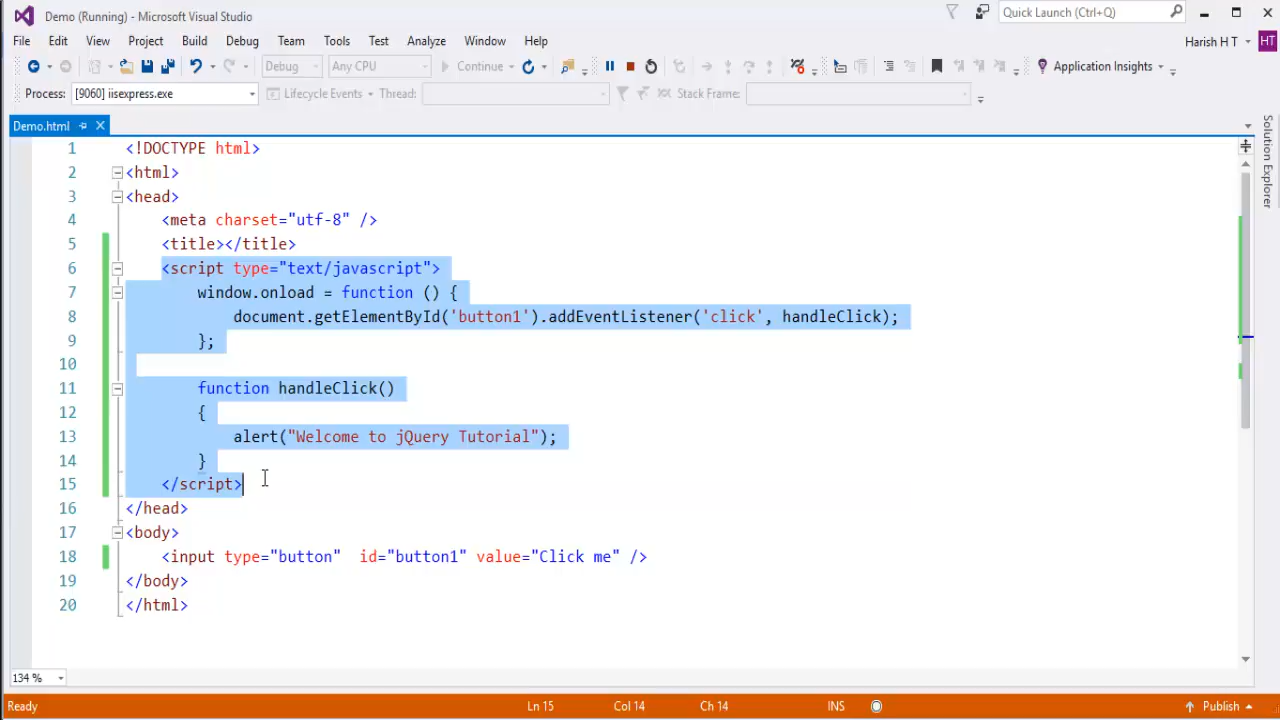 Demo (Running) - Microsoft Visual Studio
Quick Launch (Ctrl+Q)
File Edit View Project Build Debug Team Tools Test Analyze Window Help
Harish H T HT
Debug Any CPU Continue Application Insights
Process: [9060] iisexpress.exe Lifecycle Events Thread: Stack Frame:
Demo.html
Solution Explorer
1 <!DOCTYPE html>
2 <html>
3 <head>
4 <meta charset="utf-8" />
5 <title></title>
6 <script type="text/javascript">
7 window.onload = function () {
8 document.getElementById('button1').addEventListener('click', handleClick);
9 };
10
11 function handleClick()
12 {
13 alert("Welcome to jQuery Tutorial");
14 }
15 </script>
16 </head>
17 <body>
18 <input type="button"  id="button1" value="Click me" />
19 </body>
20 </html>
134 %
Ready Ln 15 Col 14 Ch 14 INS Publish